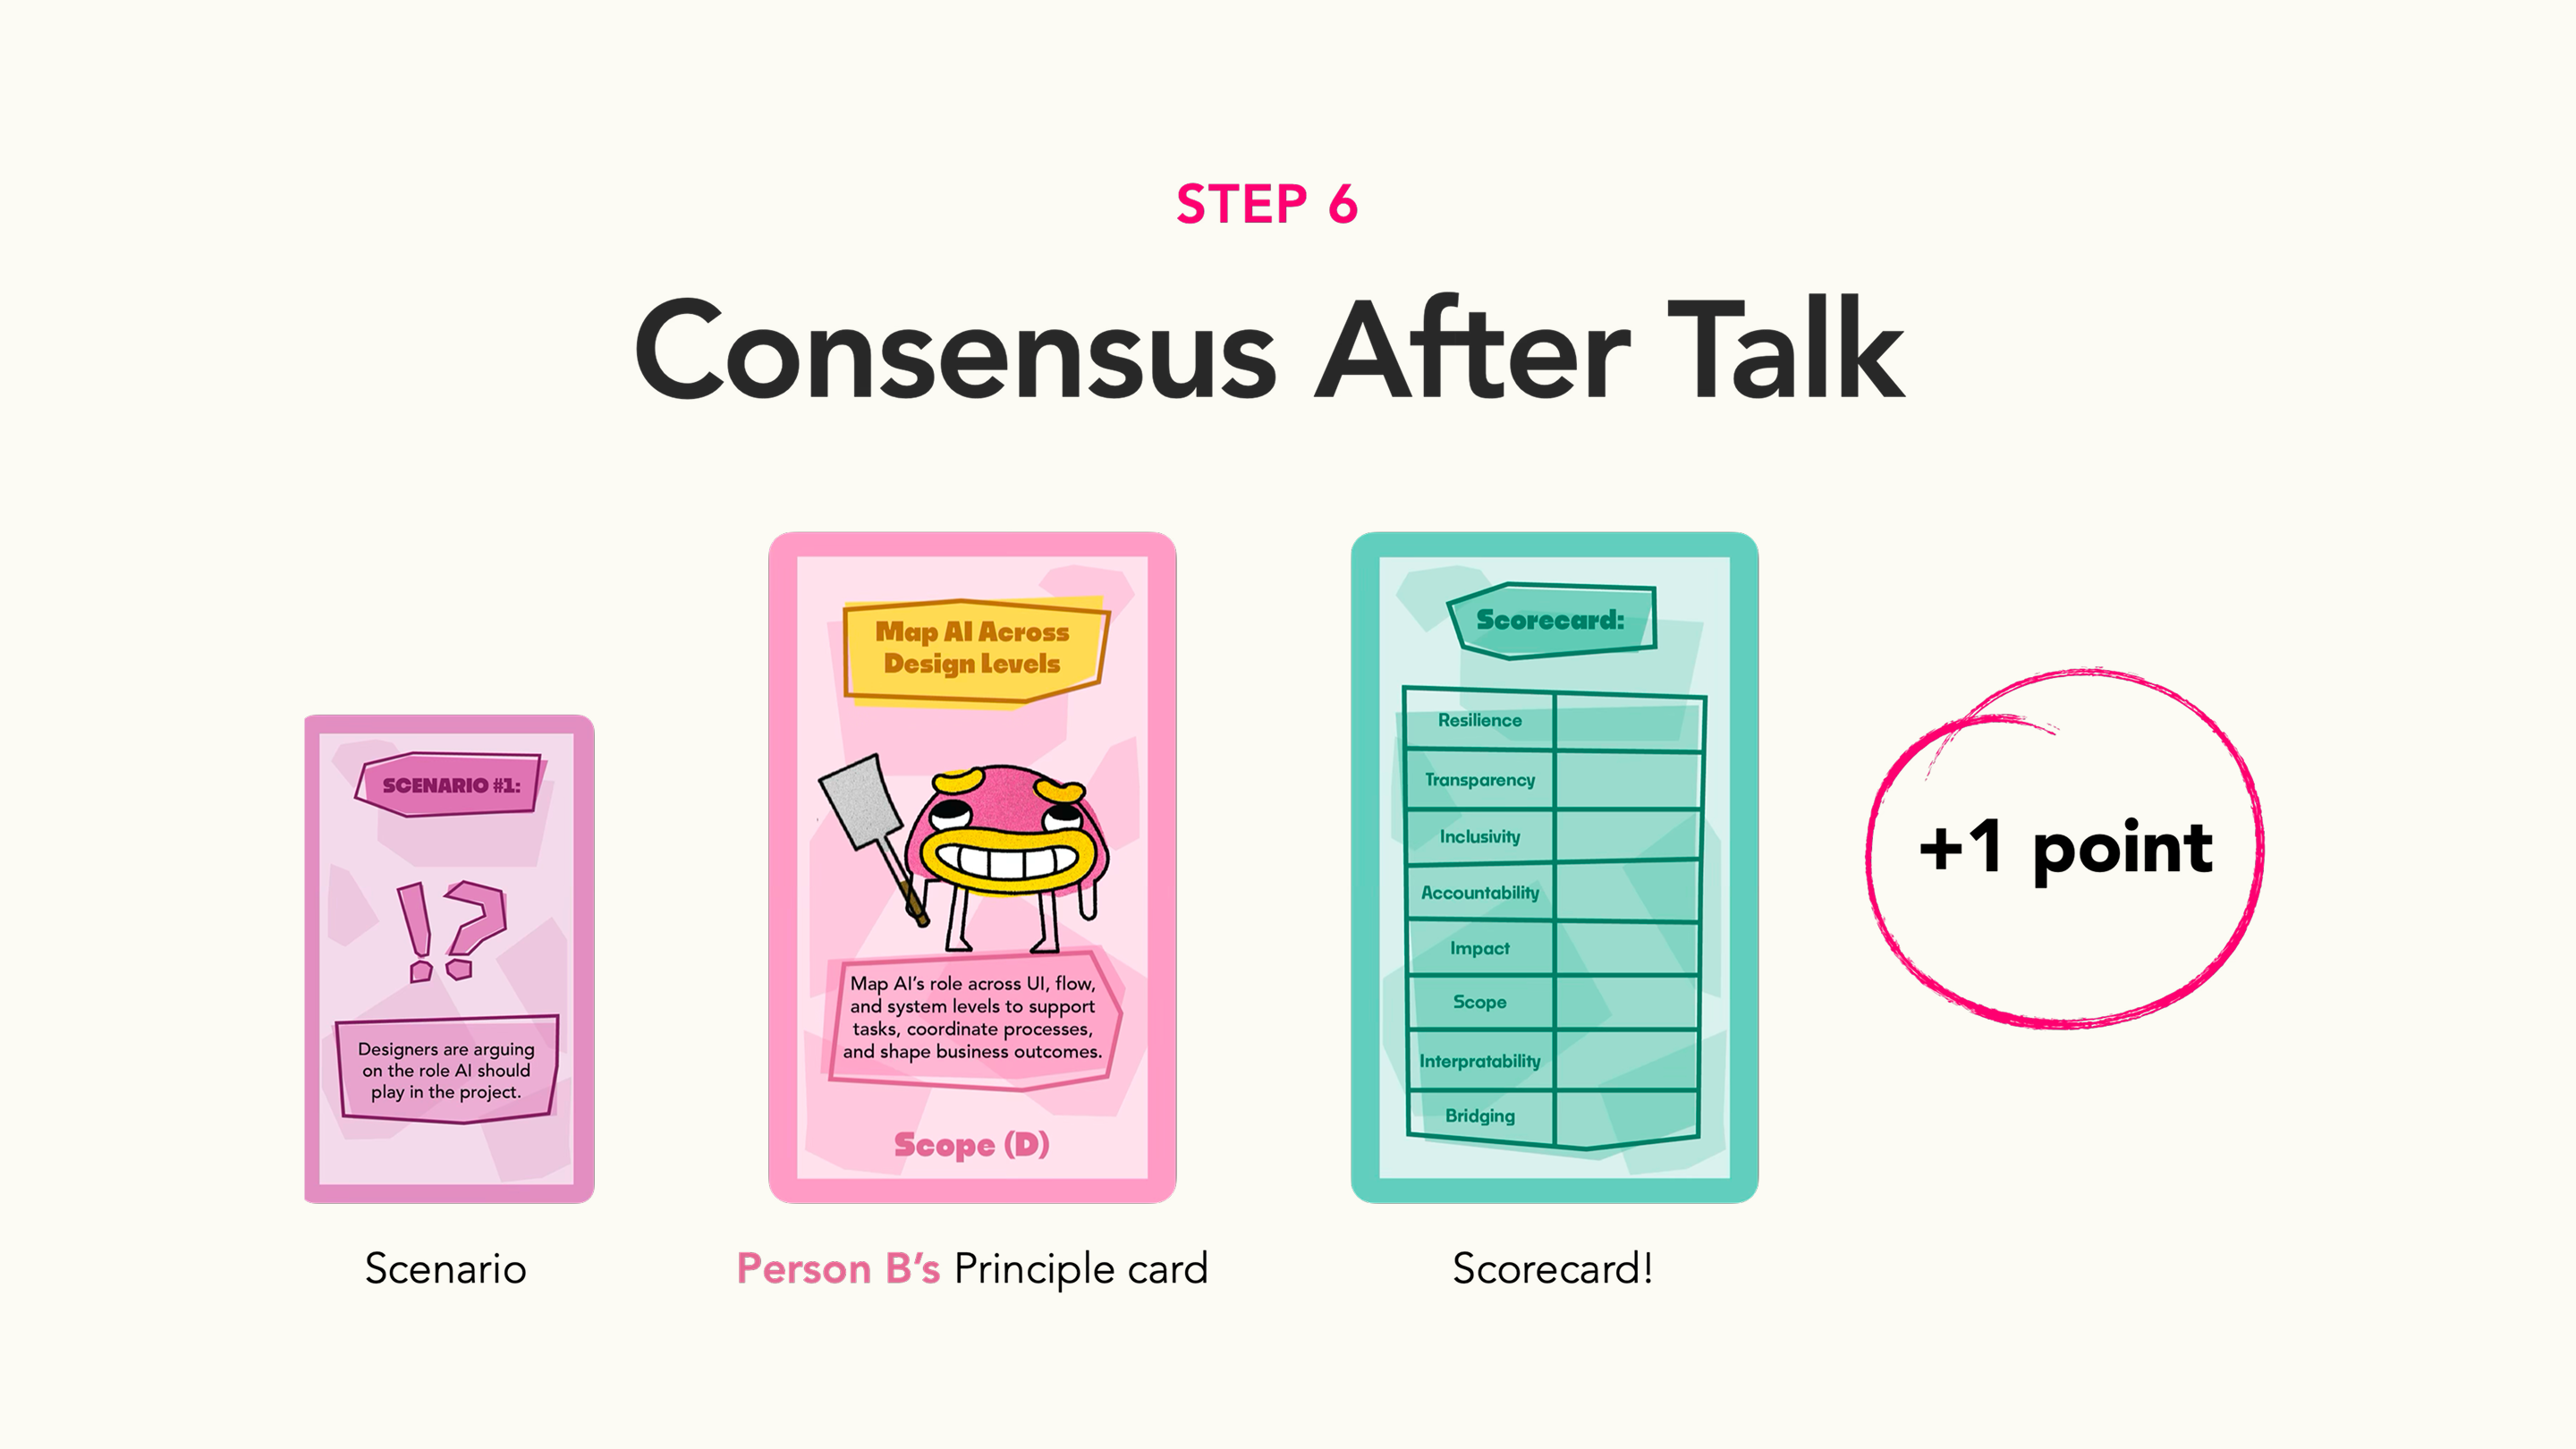 STEP 6
Consensus After Talk
SCENARIO #1:
!?
Designers are arguing
on the role AI should
play in the project.
Scenario
Map AI Across
Design Levels
Map AI’s role across UI, flow,
and system levels to support
tasks, coordinate processes,
and shape business outcomes.
Scope (D)
Person B’s Principle card
Scorecard:
Resilience
Transparency
Inclusivity
Accountability
Impact
Scope
Interpratability
Bridging
Scorecard!
+1 point